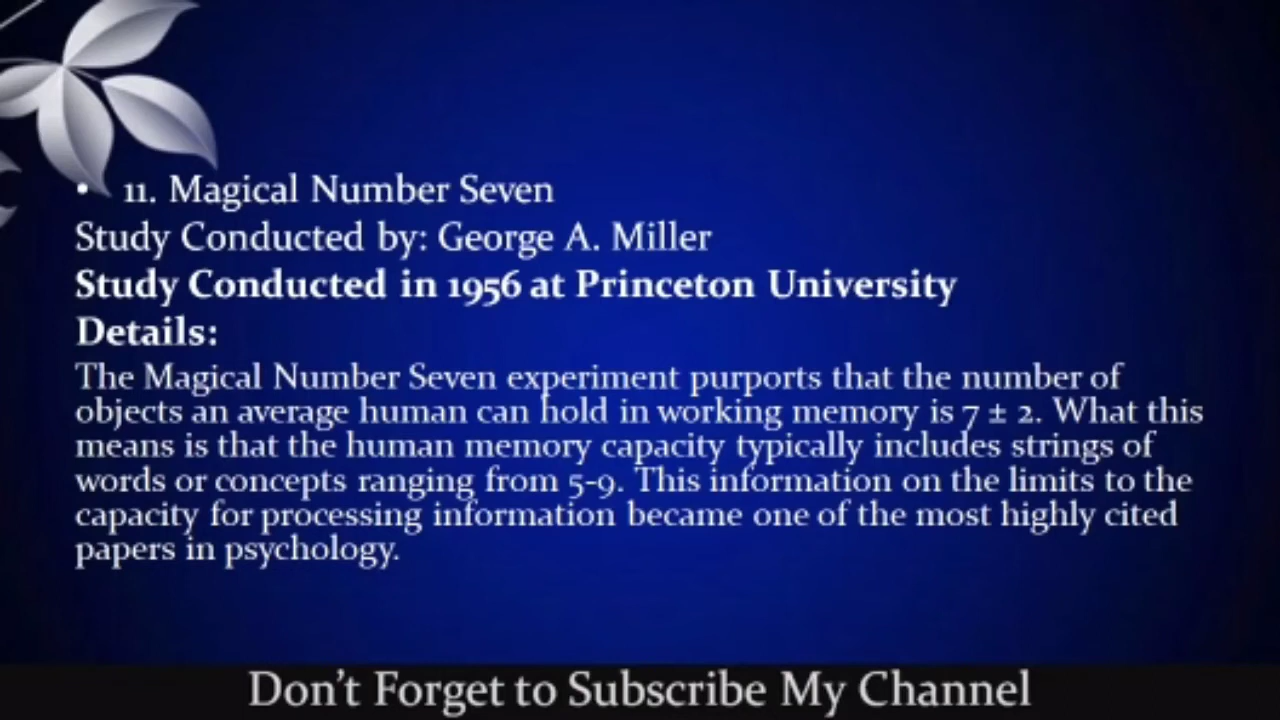 • 11. Magical Number Seven
Study Conducted by: George A. Miller
Study Conducted in 1956 at Princeton University
Details:
The Magical Number Seven experiment purports that the number of
objects an average human can hold in working memory is 7 ± 2. What this
means is that the human memory capacity typically includes strings of
words or concepts ranging from 5-9. This information on the limits to the
capacity for processing information became one of the most highly cited
papers in psychology.
Don't Forget to Subscribe My Channel